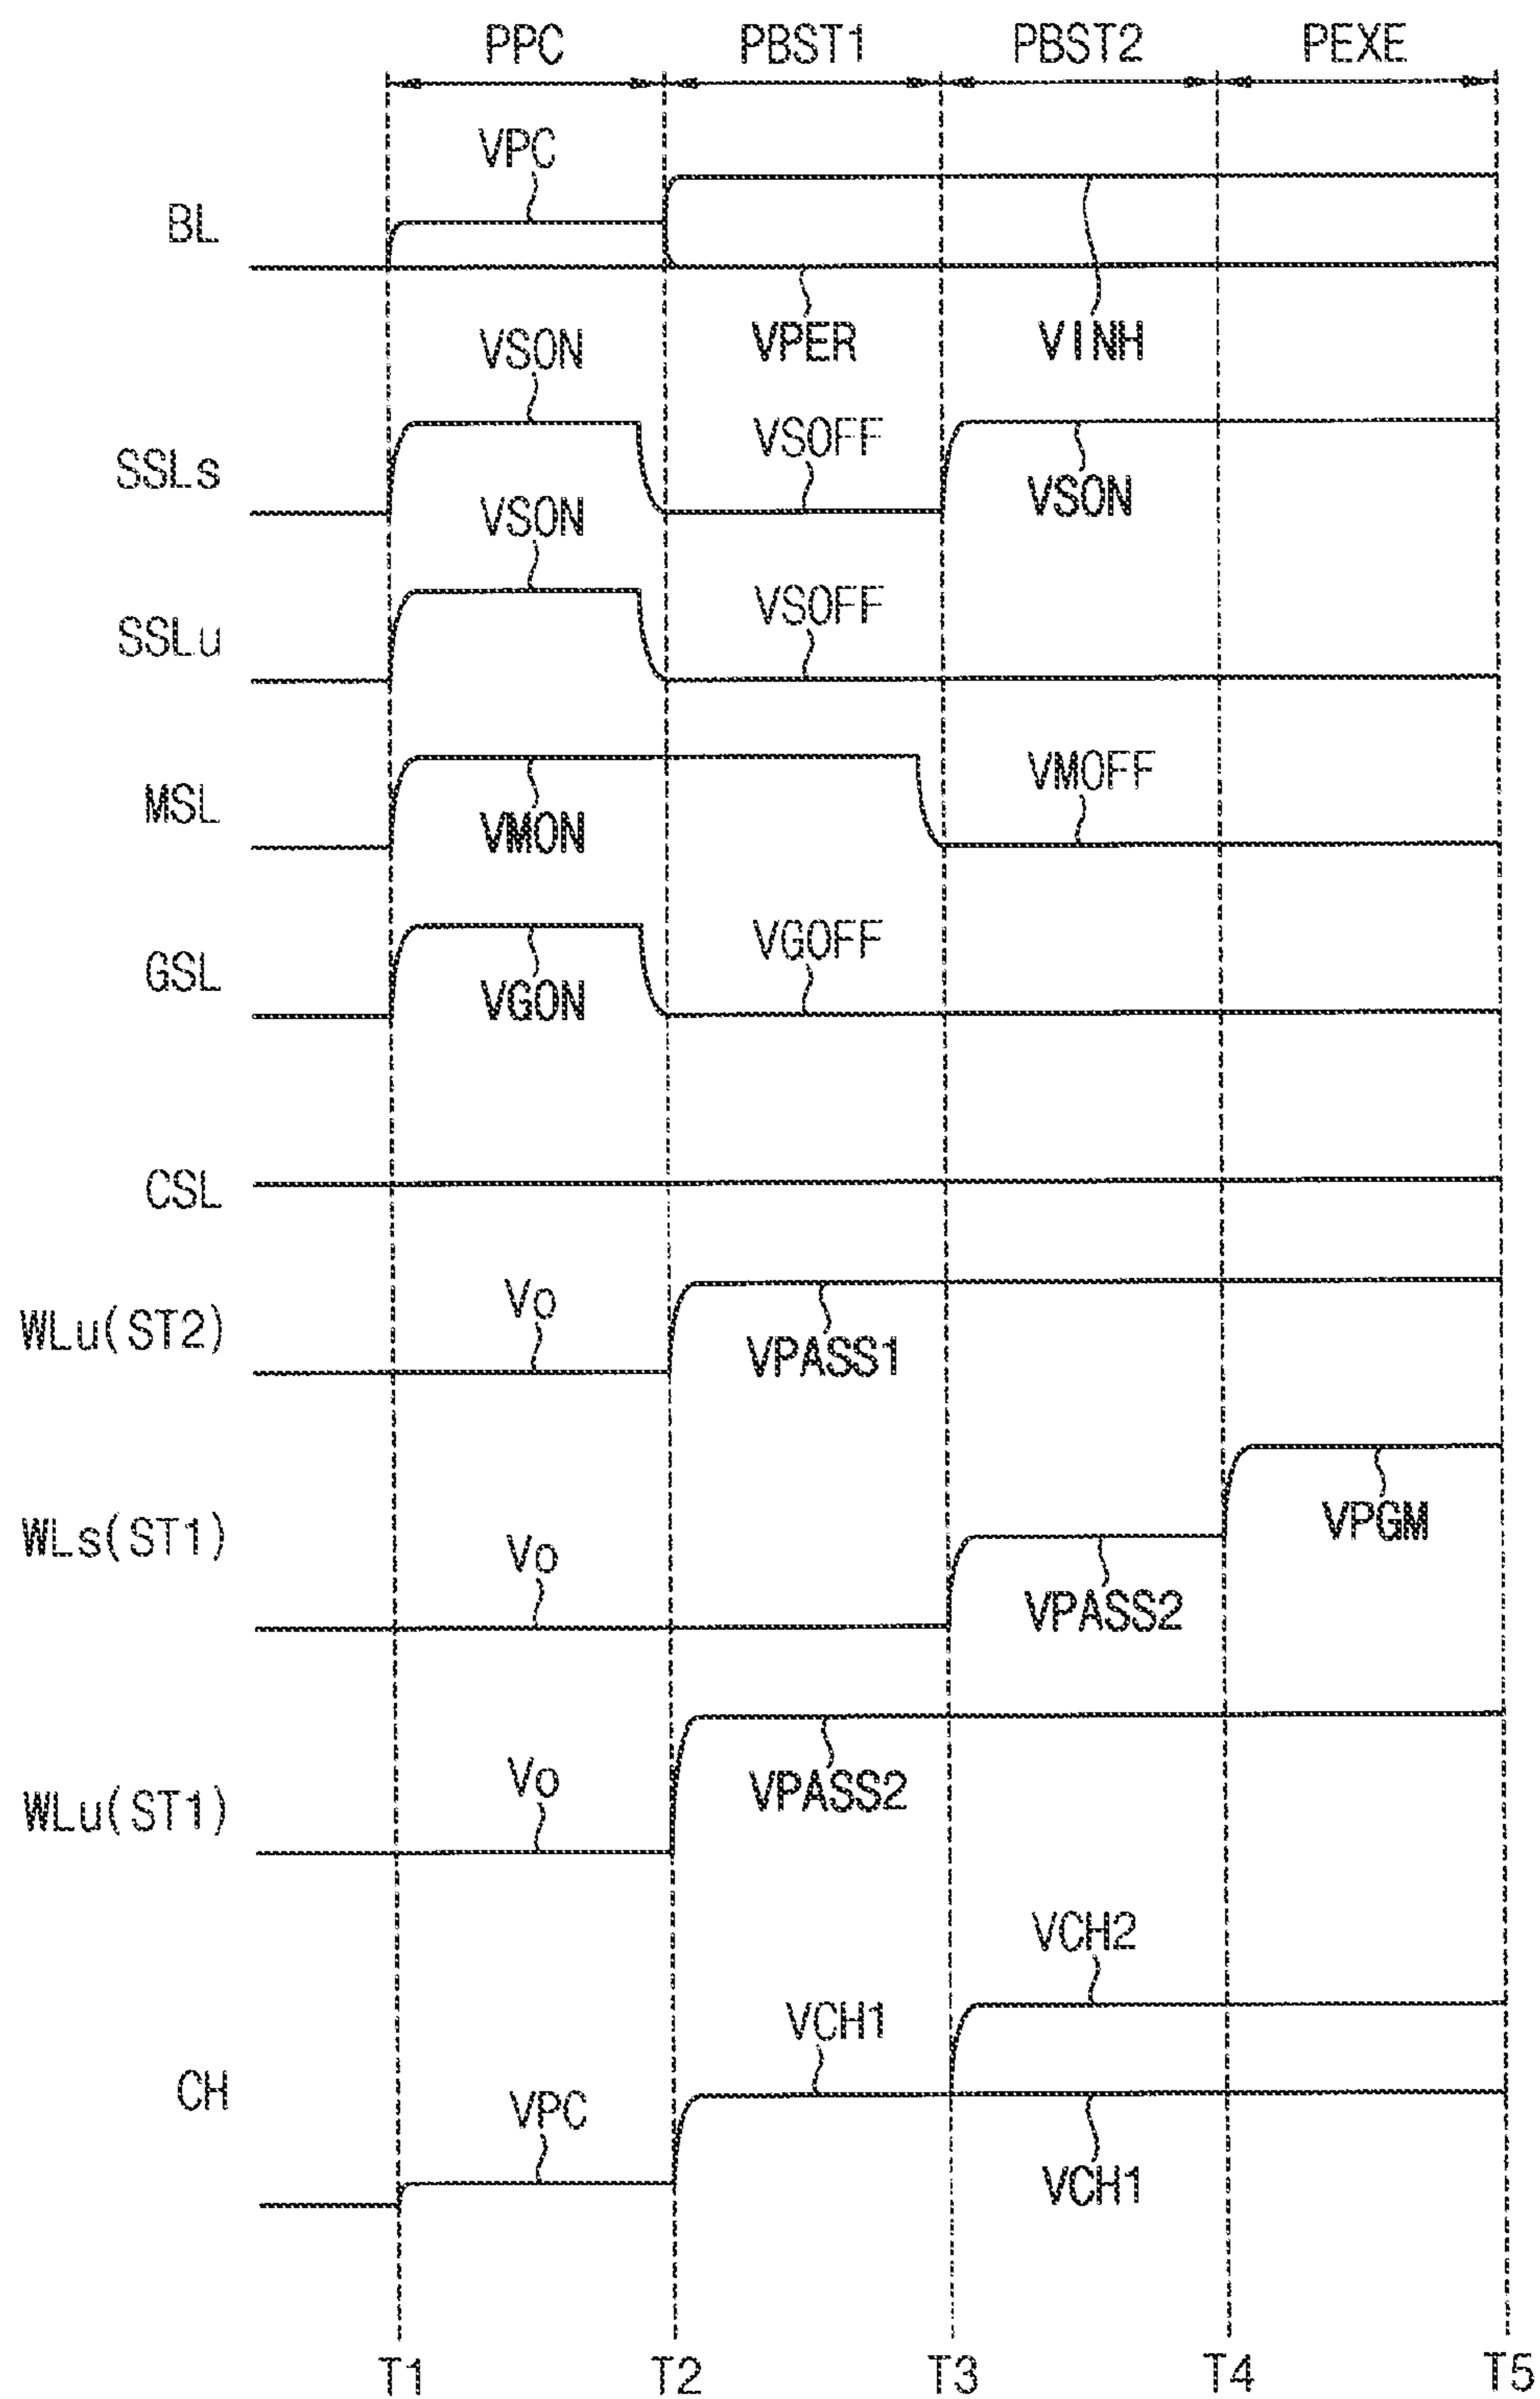 PPC PBST1 PBST2 PEXE
VPC
BL
VPER VINH
VSON
VSOFF
SSLs
VSON
VSON
VSOFF
SSLu
VMOFF
MSL
VMON
VGOFF
GSL
VGON
CSL
Vo
WLu(ST2)
VPASS1
VPGM
WLs(ST1)
Vo
VPASS2
Vo
VPASS2
WLu(ST1)
VCH2
VCH1
CH
VPC
VCH1
T1 T2 T3 T4 T5